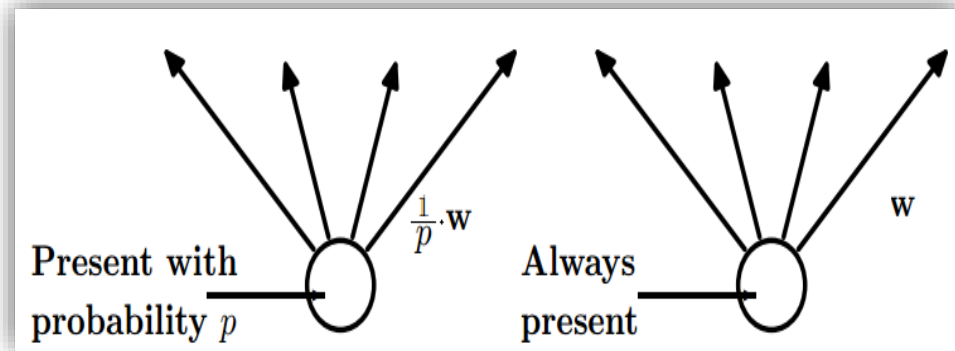 1/p · w
Present with
probability p
w
Always
present